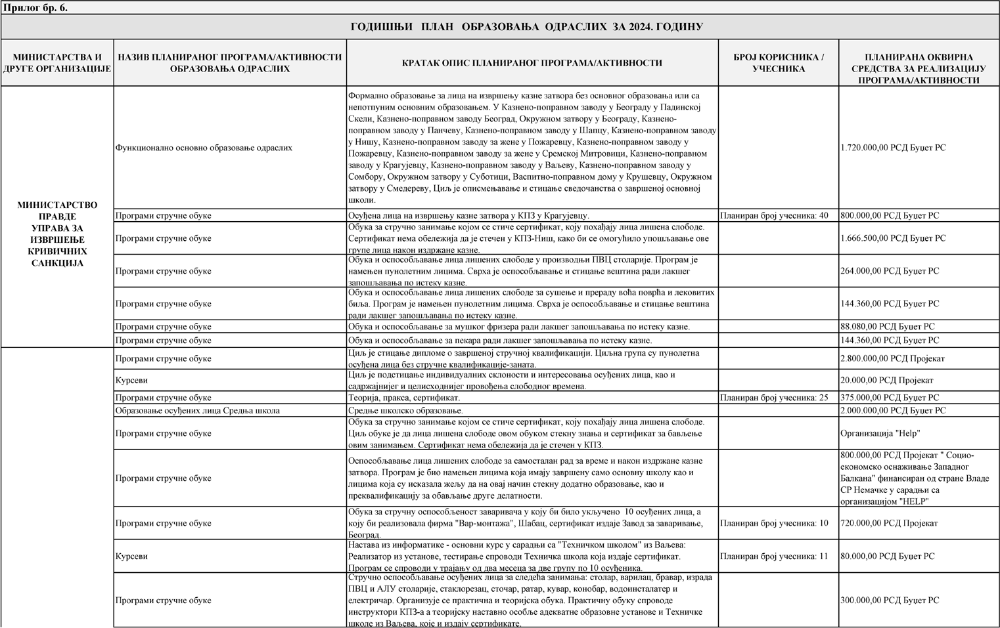 Прилог бр. 6.
ГОДИШЊИ ПЛАН ОБРАЗОВАЊА ОДРАСЛИХ ЗА 2024. ГОДИНУ
МИНИСТАРСТВА И
ДРУГЕ ОРГАНИЗАЦИЈЕ
НАЗИВ ПЛАНИРАНОГ ПРОГРАМА/АКТИВНОСТИ
ОБРАЗОВАЊА ОДРАСЛИХ
КРАТАК ОПИС ПЛАНИРАНОГ ПРОГРАМА/АКТИВНОСТИ
БРОЈ КОРИСНИКА /
УЧЕСНИКА
ПЛАНИРАНА ОКВИРНА
СРЕДСТВА ЗА РЕАЛИЗАЦИЈУ
ПРОГРАМА/АКТИВНОСТИ
МИНИСТАРСТВО
ПРАВДЕ
УПРАВА ЗА
ИЗВРШЕЊЕ
КРИВИЧНИХ
САНКЦИЈА
Функционално основно образовање одраслих
Формално образовање за лица на извршењу казне затвора без основног образовања или са
непотпуним основним образовањем. У Казнено-поправном заводу у Београду у Падинској
Скели, Казнено-поправном заводу Београд, Окружном затвору у Београду, Казнено-
поправном заводу у Панчеву, Казнено-поправном заводу у Шапцу, Казнено-поправном заводу
у Нишу, Казнено-поправном заводу за жене у Пожаревцу, Казнено-поправном заводу у
Пожаревцу, Казнено-поправном заводу за жене у Сремској Митровици, Казнено-поправном
заводу у Крагујевцу, Казнено-поправном заводу у Ваљеву, Казнено-поправном заводу у
Сомбору, Окружном затвору у Суботици, Васпитно-поправном дому у Крушевцу, Окружном
затвору у Смедереву, Циљ је описмењавање и стицање сведочанства о завршеној основној
школи.
1.720.000,00 РСД Буџет РС
Програми стручне обуке
Осуђена лица на извршењу казне затвора у КПЗ у Крагујевцу.
Планиран број учесника: 40
800.000,00 РСД Буџет РС
Програми стручне обуке
Обука за стручно занимање којом се стиче сертификат, коју похађају лица лишена слободе.
Сертификат нема обележија да је стечен у КПЗ-Ниш, како би се омогућило упошљавање ове
групе лица након издржане казне.
1.666.500,00 РСД Буџет РС
Програми стручне обуке
Обука и оспособљавање лица лишених слободе у производњи ПВЦ столарије. Програм је
намењен пунолетним лицима. Сврха је оспособљавање и стицање вештина ради лакшег
запошљавања по истеку казне.
264.000,00 РСД Буџет РС
Програми стручне обуке
Обука и оспособљавање лица лишених слободе за сушење и прераду воћа поврћа и лековитих
биља. Програм је намењен пунолетним лицима. Сврха је оспособљавање и стицање вештина
ради лакшег запошљавања по истеку казне.
144.360,00 РСД Буџет РС
Програми стручне обуке
Обука и оспособљавање за мушког фризера ради лакшег запошљавања по истеку казне.
88.080,00 РСД Буџет РС
Програми стручне обуке
Обука и оспособљавање за пекара ради лакшег запошљавања по истеку казне.
144.360,00 РСД Буџет РС
Програми стручне обуке
Циљ је стицање дипломе о завршеној стручној квалификацији. Циљна група су пунолетна
осуђена лица без стручне квалификације-заната.
2.800.000,00 РСД Пројекат
Курсеви
Циљ је подстицање индивидуалних склоности и интересовања осуђених лица, као и
садржајнијег и целисходнијег провођења слободног времена.
20.000,00 РСД Пројекат
Програми стручне обуке
Теорија, пракса, сертификат.
Планиран број учесника: 25
375.000,00 РСД Буџет РС
Образовање осуђених лица Средња школа
Средње школско образовање.
2.000.000,00 РСД Буџет РС
Програми стручне обуке
Обука за стручно занимање којом се стиче сертификат, коју похађају лица лишена слободе.
Циљ обуке је да лица лишена слободе овом обуком стекну знања и сертификат за бављење
овим занимањем. Сертификат нема обележија да је стечен у КПЗ.
Организација "Help"
Програми стручне обуке
Оспособљавање лица лишених слободе за самосталан рад за време и након издржане казне
затвора. Програм је био намењен лицима која имају завршену само основну школу као и
лицима која су исказала жељу да на овај начин стекну додатно образовање, као и
преквалификацију за обављање друге делатности.
800.000,00 РСД Пројекат " Социо-
економско оснаживање Западног
Балкана" финансиран од стране Владе
СР Немачке у сарадњи са
организацијом "HELP"
Програми стручне обуке
Обука за стручну оспособљеност заваривача у коју би било укључено 10 осуђених лица, а
коју би реализовала фирма "Вар-монтажа", Шабац, сертификат издаје Завод за заваривање,
Београд.
Планиран број учесника: 10
720.000,00 РСД Пројекат
Курсеви
Настава из информатике - основни курс у сарадњи са "Техничком школом" из Ваљева:
Реализатор из установе, тестирање спроводи Техничка школа која издаје сертификат.
Програм се спроводи у трајању од два месеца за две групу по 10 осуђеника.
Планиран број учесника: 11
80.000,00 РСД Буџет РС
Програми стручне обуке
Стручно оспособљавање осуђених лица за следећа занимања: столар, варилац, бравар, израда
ПВЦ и АЛУ столарије, стаклорезац, сточар, ратар, кувар, конобар, водоинсталатер и
електричар. Организује се практична и теоријска обука. Практичну обуку спроводе
инструктори КПЗ-а а теоријску наставно особље адекватне образовне установе и Техничке
школе из Ваљева, које и издају сертификате.
300.000,00 РСД Буџет РС